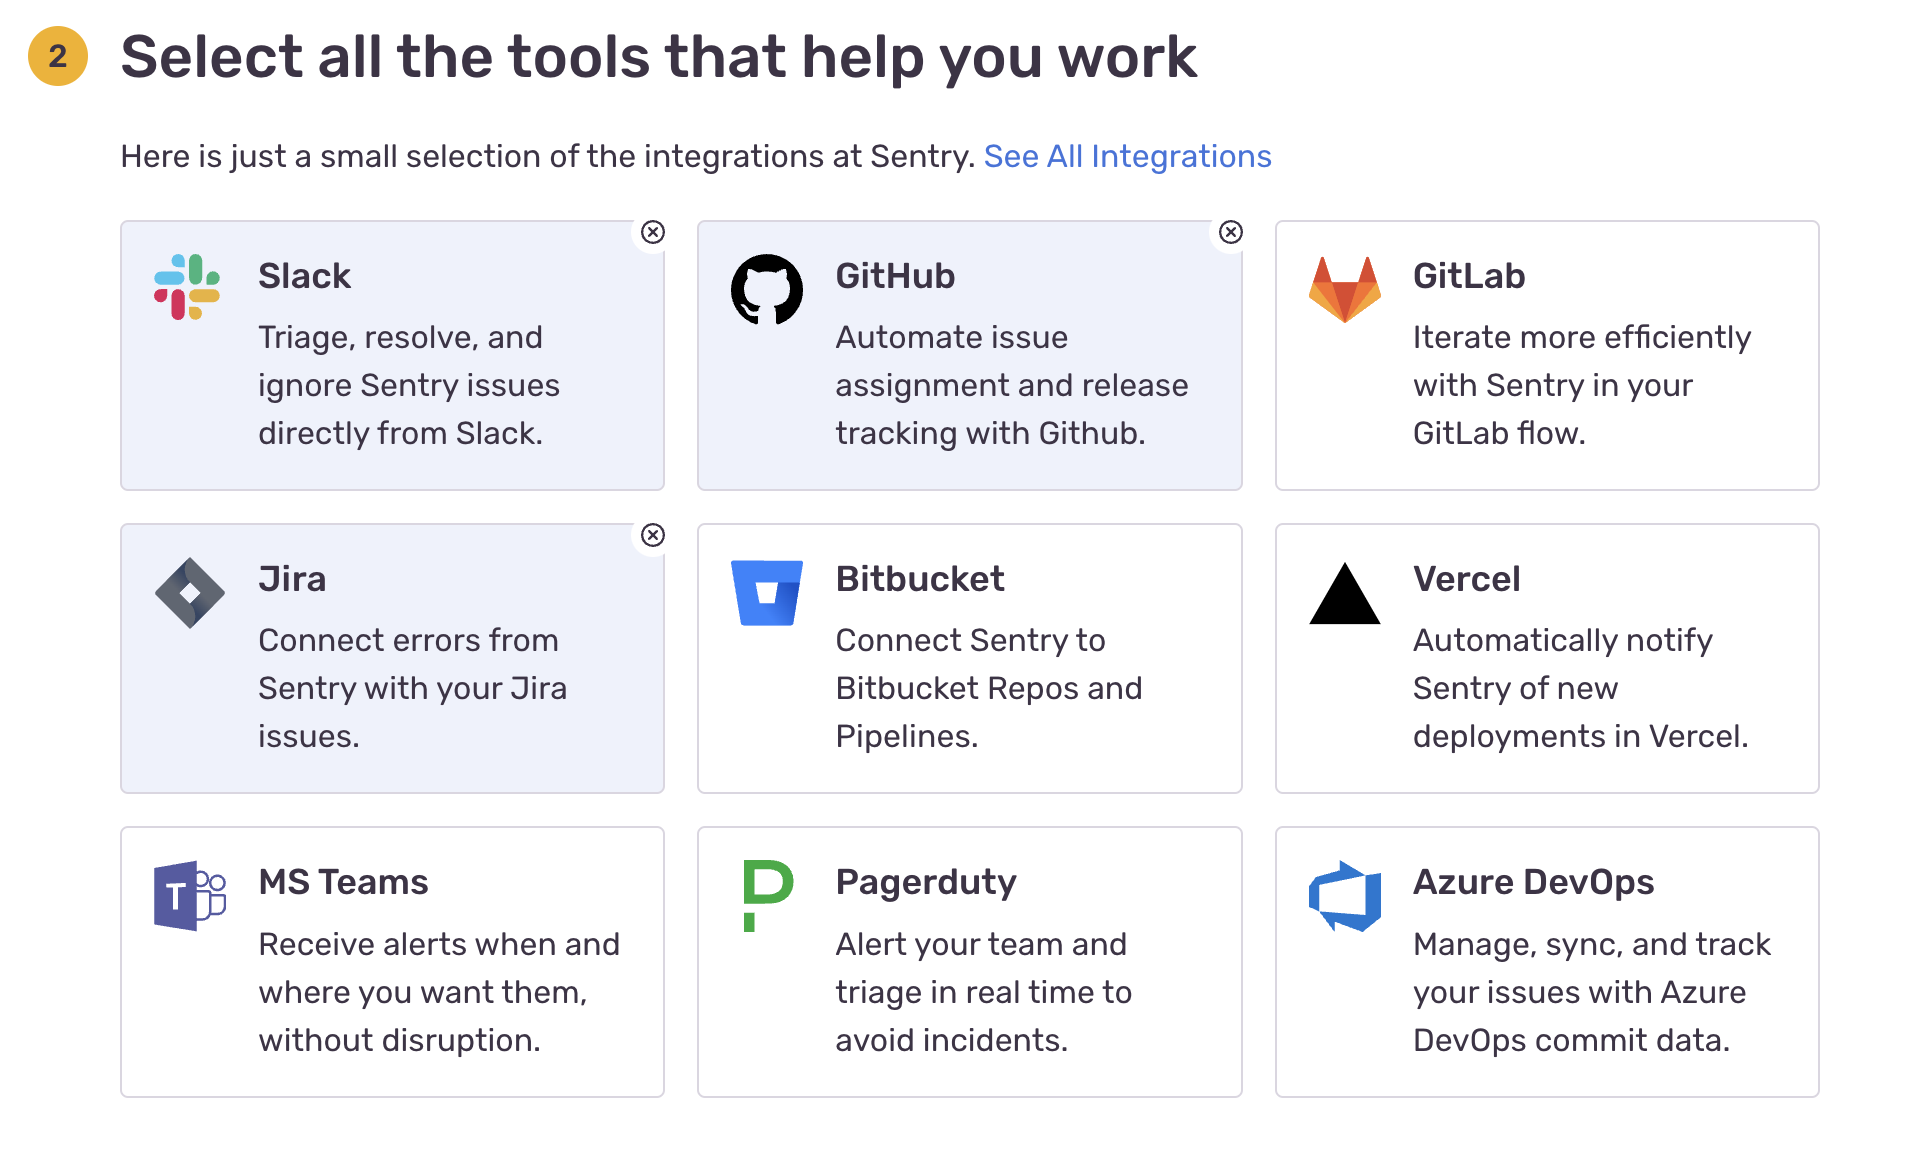 2
Select all the tools that help you work
Here is just a small selection of the integrations at Sentry. See All Integrations
Slack
Triage, resolve, and
ignore Sentry issues
directly from Slack.
GitHub
Automate issue
assignment and release
tracking with Github.
GitLab
Iterate more efficiently
with Sentry in your
GitLab flow.
Jira
Connect errors from
Sentry with your Jira
issues.
Bitbucket
Connect Sentry to
Bitbucket Repos and
Pipelines.
Vercel
Automatically notify
Sentry of new
deployments in Vercel.
T
MS Teams
Receive alerts when and
where you want them,
without disruption.
Pagerduty
Alert your team and
triage in real time to
avoid incidents.
Azure DevOps
Manage, sync, and track
your issues with Azure
DevOps commit data.